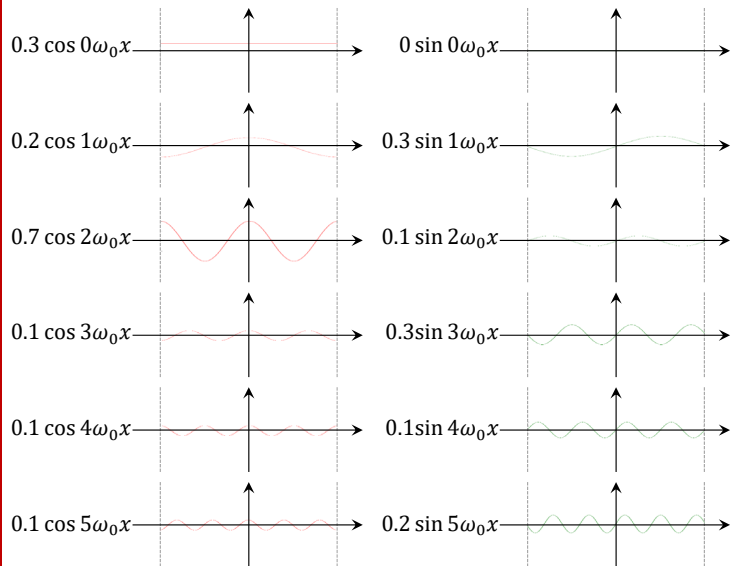 0.3 cos 0ω₀x 0 sin 0ω₀x
0.2 cos 1ω₀x 0.3 sin 1ω₀x
0.7 cos 2ω₀x 0.1 sin 2ω₀x
0.1 cos 3ω₀x 0.3sin 3ω₀x
0.1 cos 4ω₀x 0.1sin 4ω₀x
0.1 cos 5ω₀x 0.2 sin 5ω₀x